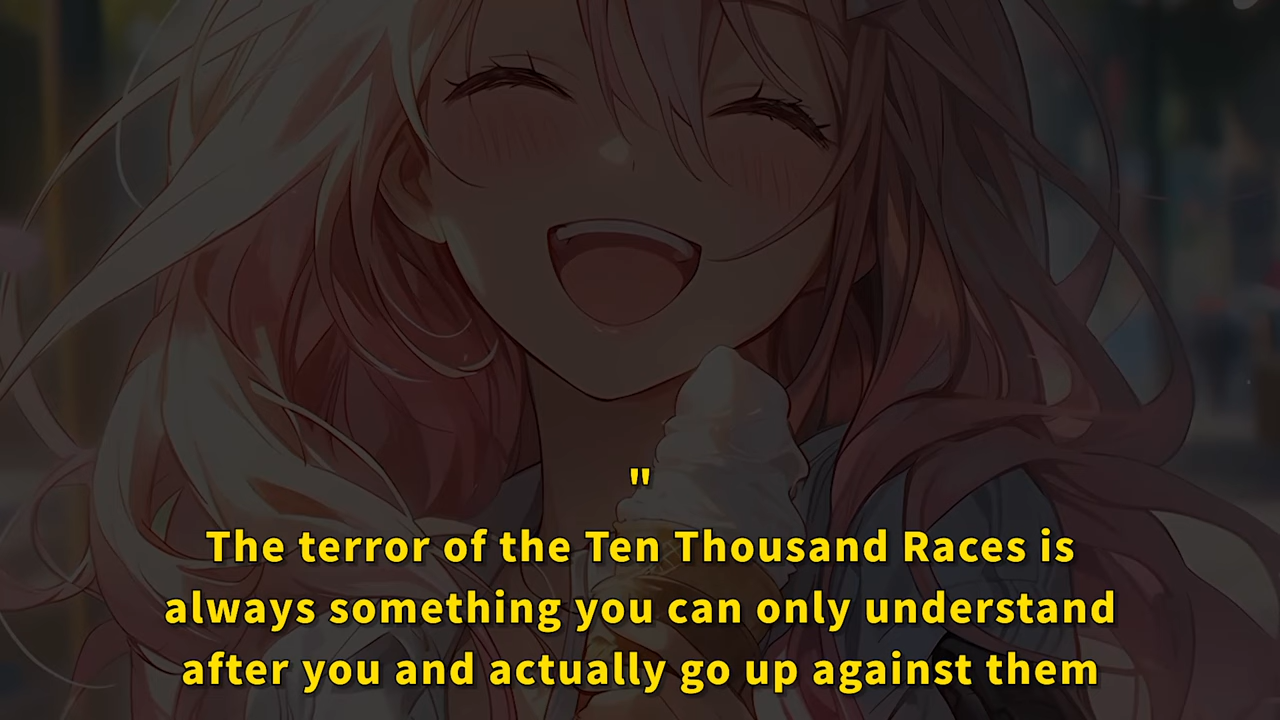 "
The terror of the Ten Thousand Races is
always something you can only understand
after you and actually go up against them